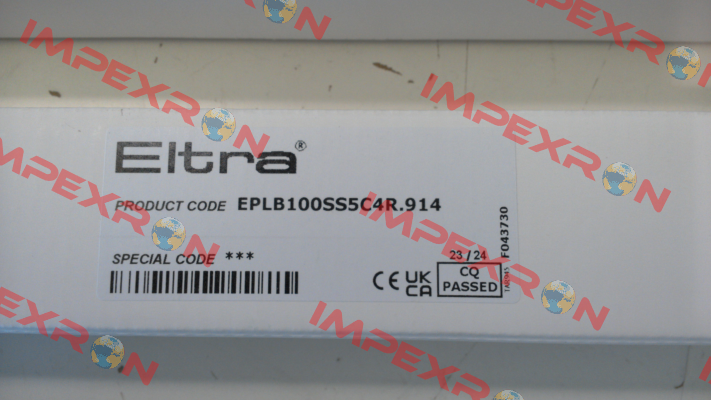 Eltra®
PRODUCT CODE EPLB100SS5C4R.914
SPECIAL CODE ***
CE UK CA
23 / 24
CQ
PASSED
F043730
IMPEXRON
IMPEXRON
IMPEXRON
IMPEXRON
IMPEXRON
IMPEXRON
IMPEXRON